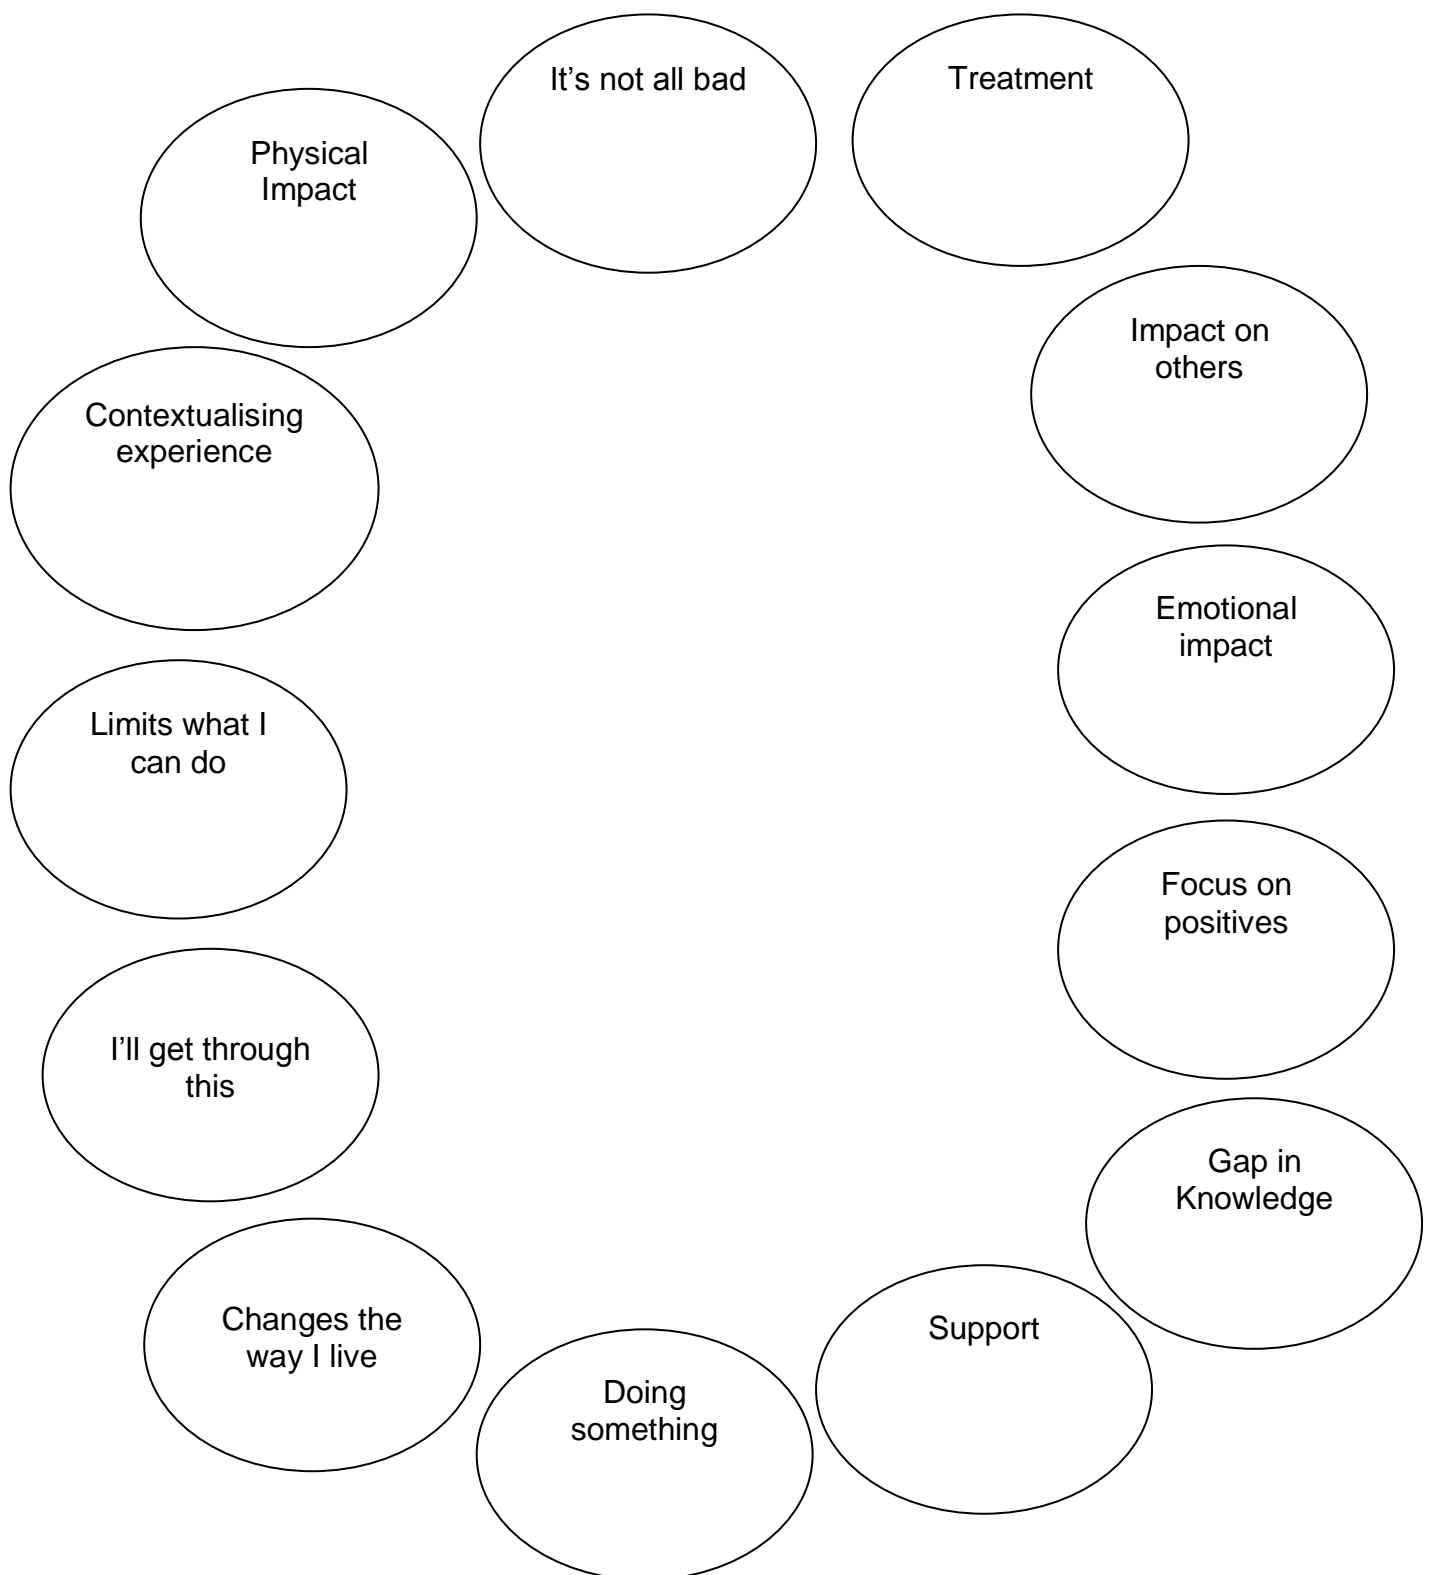 It’s not all bad
Treatment
Physical
Impact
Impact on
others
Contextualising
experience
Emotional
impact
Limits what I
can do
Focus on
positives
I’ll get through
this
Gap in
Knowledge
Changes the
way I live
Support
Doing
something